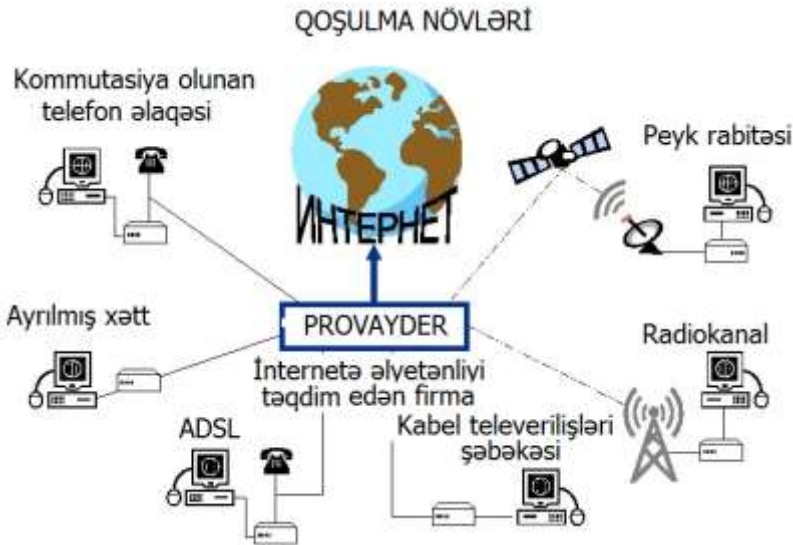 QOŞULMA NÖVLƏRİ
Kommutasiya olunan
telefon əlaqəsi
Peyk rabitəsi
ИНТЕРНЕТ
Ayrılmış xətt
PROVAYDER
Radiokanal
İnternetə əlyetənliyi
təqdim edən firma
ADSL
Kabel televerilişləri
şəbəkəsi